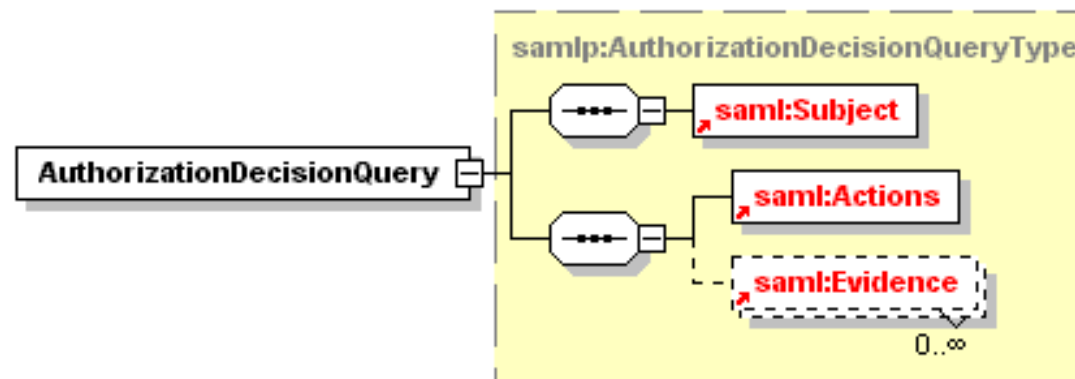 samlp:AuthorizationDecisionQueryType
saml:Subject
AuthorizationDecisionQuery
saml:Actions
saml:Evidence
0..∞